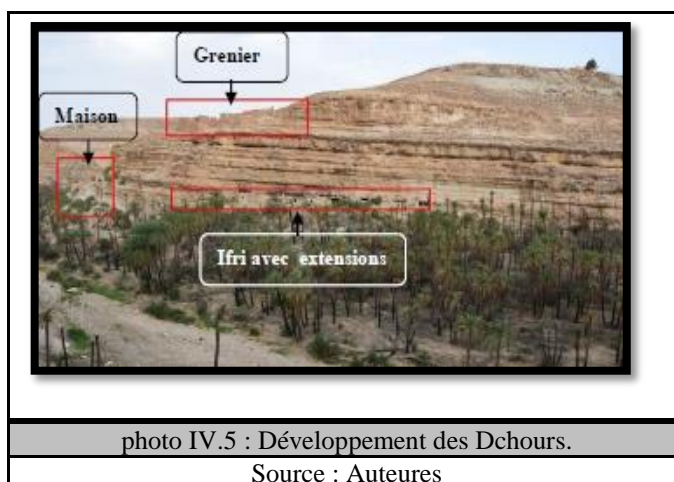 Grenier
Maison
Ifri avec extensions
photo IV.5 : Développement des Dchours.
Source : Auteures